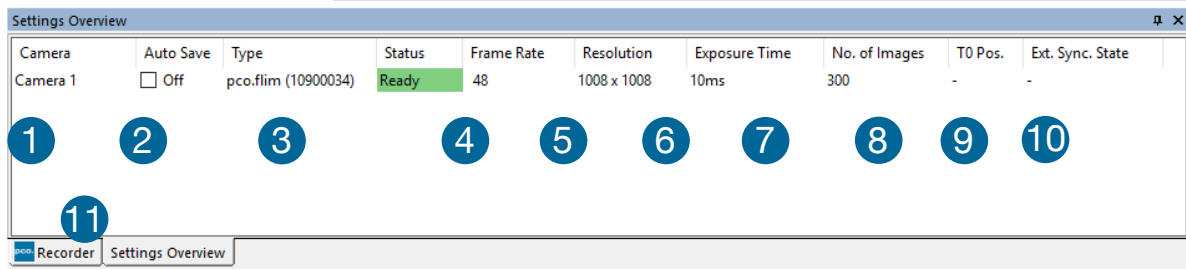 Settings Overview
Camera Auto Save Type Status Frame Rate Resolution Exposure Time No. of Images T0 Pos. Ext. Sync. State
Camera 1 Off pco.flim (10900034) Ready 48 1008 x 1008 10ms 300 - -
1 2 3 4 5 6 7 8 9 10
11
pco. Recorder Settings Overview